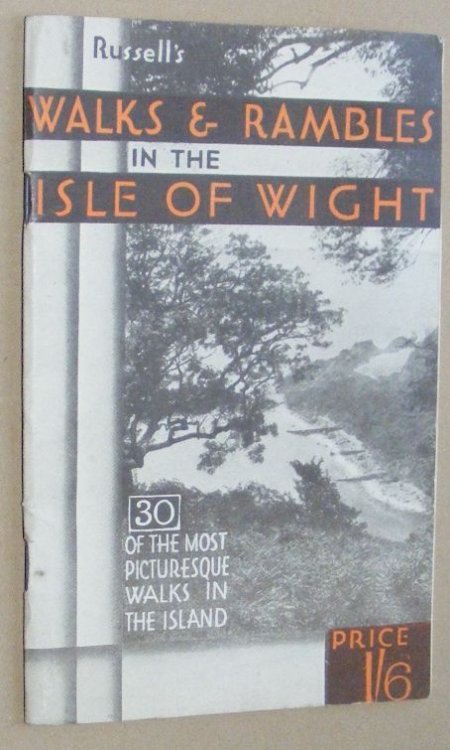 Russell's
WALKS & RAMBLES
IN THE
ISLE OF WIGHT
30
OF THE MOST
PICTURESQUE
WALKS IN
THE ISLAND
PRICE
1/6